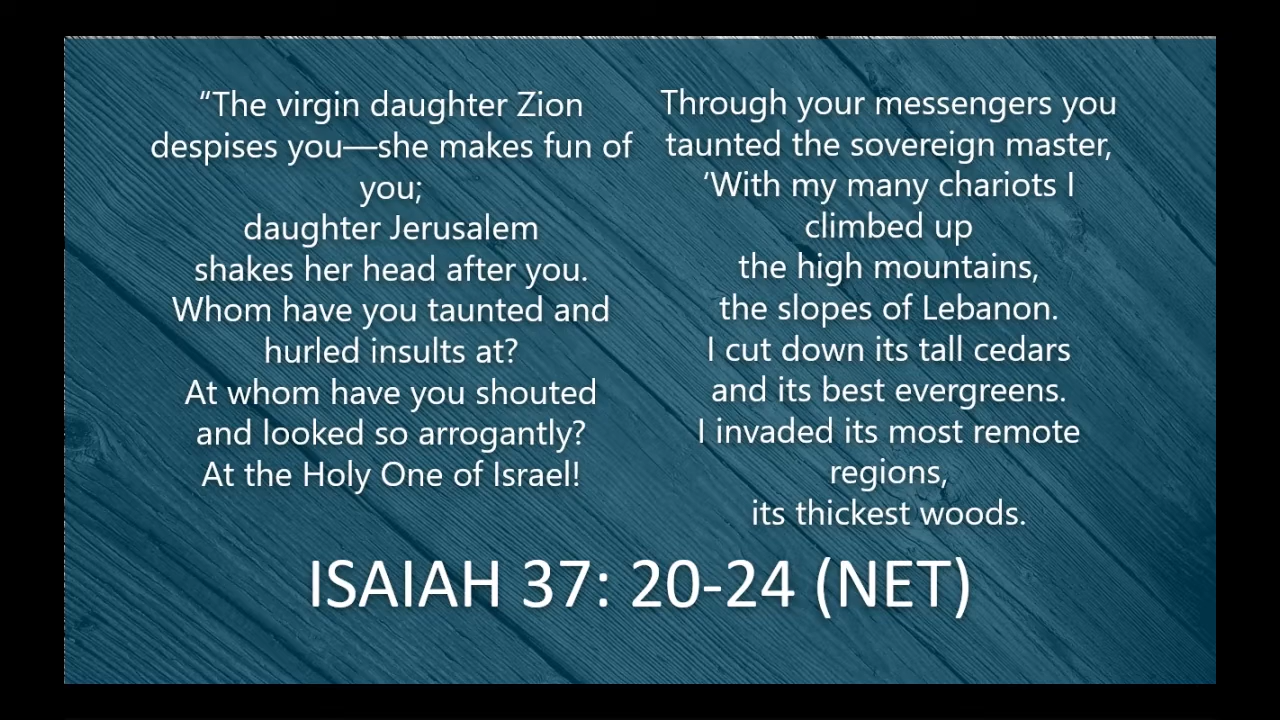 “The virgin daughter Zion
despises you—she makes fun of
you;
daughter Jerusalem
shakes her head after you.
Whom have you taunted and
hurled insults at?
At whom have you shouted
and looked so arrogantly?
At the Holy One of Israel!
Through your messengers you
taunted the sovereign master,
‘With my many chariots I
climbed up
the high mountains,
the slopes of Lebanon.
I cut down its tall cedars
and its best evergreens.
I invaded its most remote
regions,
its thickest woods.
ISAIAH 37: 20-24 (NET)